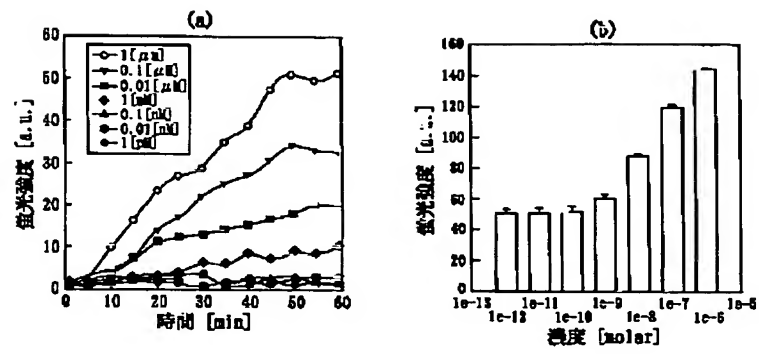 (a)
蛍光強度 [a.u.]
60
50
40
30
20
10
0
1[μM]
0.1[μM]
0.01[μM]
1[nM]
0.1[nM]
0.01[nM]
1[pM]
0 10 20 30 40 50 60
時間 [min]
(b)
蛍光強度 [a.u.]
160
140
120
100
80
60
40
20
0
1e-13 1e-11 1e-9 1e-7 1e-5
1e-12 1e-10 1e-8 1e-6
濃度 [molar]